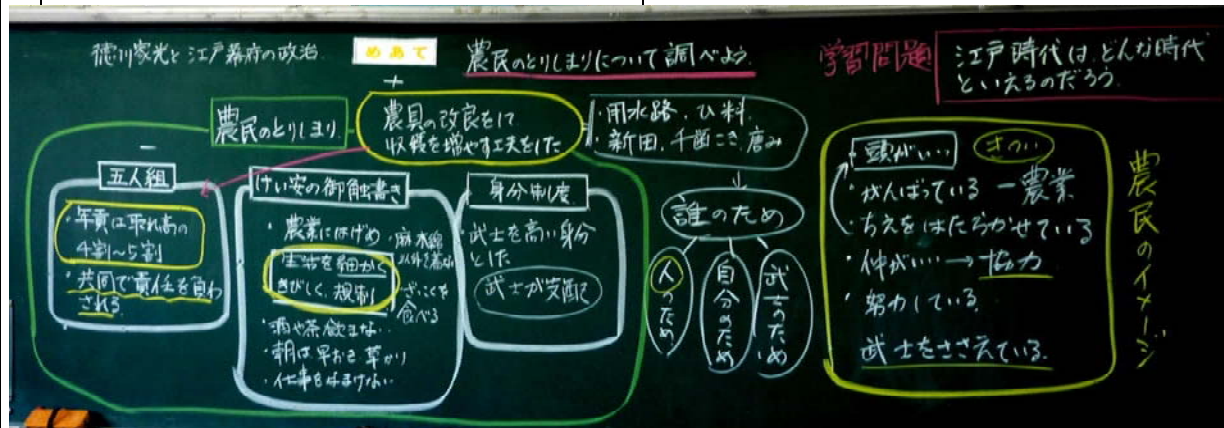 徳川家光と江戸幕府の政治
めあて
農民のとりしまりについて調べよう.
学習問題
江戸時代は、どんな時代
といえるのだろう.
+
農民のとりしまり.
農具の改良をして
収穫を増やす工夫をした
・用水路、ひ料.
・新田、千歯こき、唐み
−
五人組
・年貢は取れ高の
4割〜5割
・共同で責任を負わ
される.
けい安の御触書き
・農業にはげめ
生活を細かく
きびしく、規制
・麻・木綿
以外を着ない
・ざっこくを
食べる
・酒や茶飲まない
・朝は早おき 草かり
・仕事をなまけない
身分制度
・武士を高い身分
とした
武士が支配
↓
誰のため
人のため
自分のため
武士のため
頭がいい
きつい
・がんばっている ー農業
・ちえをはたらかせている
・仲がいい→協力
・努力している
武士をささえている.
農民のイメージ